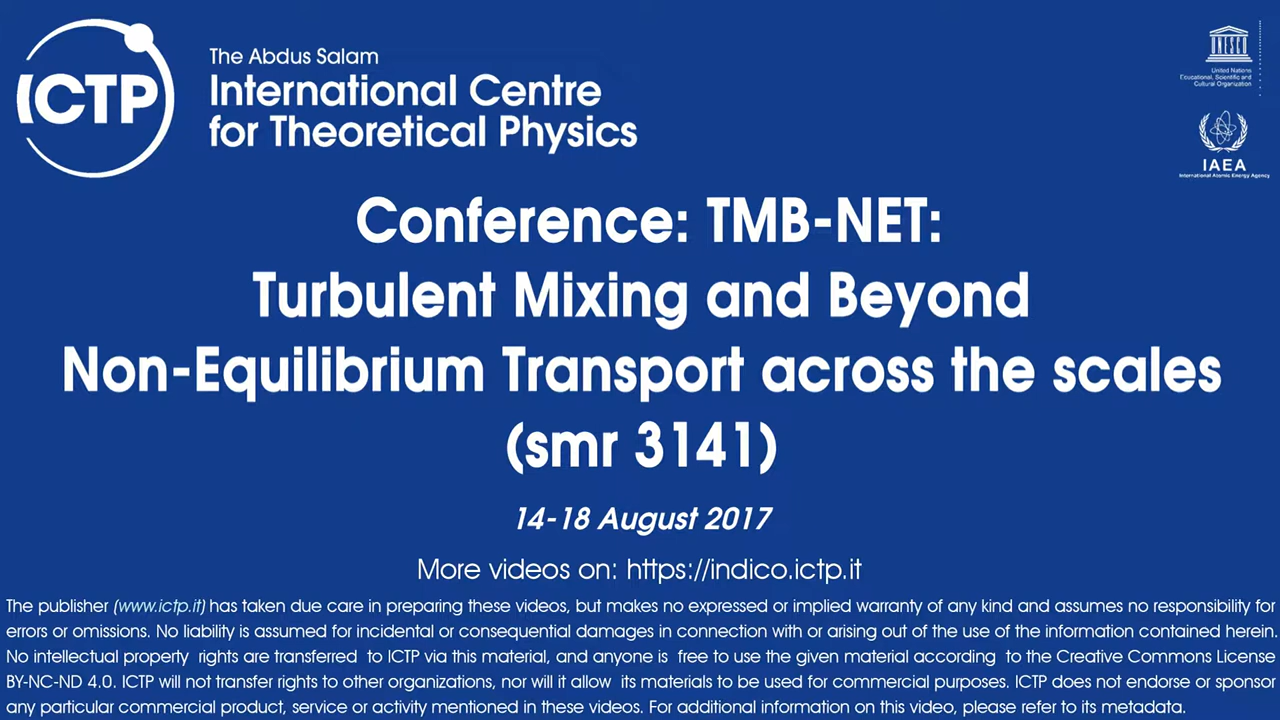 ICTP
The Abdus Salam
International Centre
for Theoretical Physics
UNESCO
United Nations
Educational, Scientific and
Cultural Organization
IAEA
International Atomic Energy Agency
Conference: TMB-NET:
Turbulent Mixing and Beyond
Non-Equilibrium Transport across the scales
(smr 3141)
14-18 August 2017
More videos on: https://indico.ictp.it
The publisher (www.ictp.it) has taken due care in preparing these videos, but makes no expressed or implied warranty of any kind and assumes no responsibility for
errors or omissions. No liability is assumed for incidental or consequential damages in connection with or arising out of the use of the information contained herein.
No intellectual property rights are transferred to ICTP via this material, and anyone is free to use the given material according to the Creative Commons License
BY-NC-ND 4.0. ICTP will not transfer rights to other organizations, nor will it allow its materials to be used for commercial purposes. ICTP does not endorse or sponsor
any particular commercial product, service or activity mentioned in these videos. For additional information on this video, please refer to its metadata.